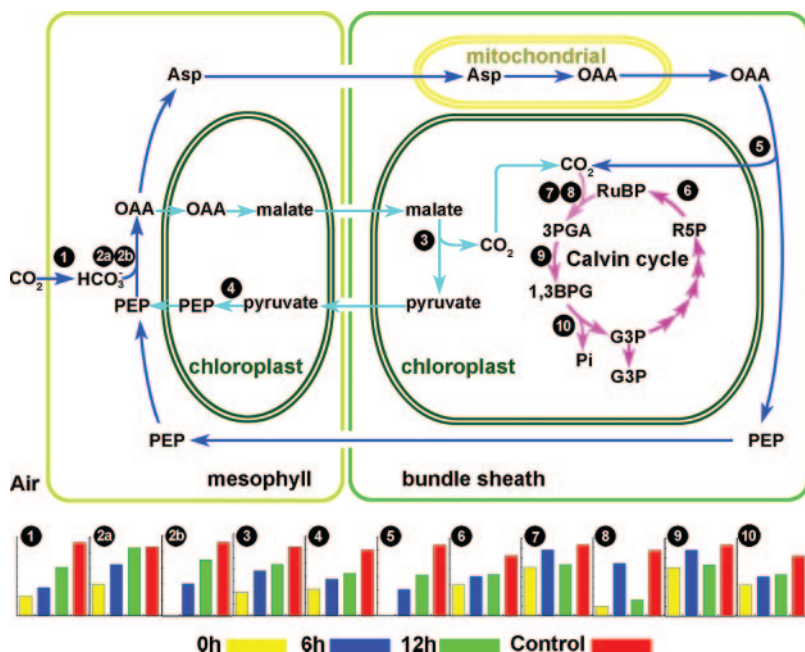 mitochondrial
Asp
Asp
OAA
OAA
5
CO2
7 8
RuBP
6
OAA
OAA
malate
malate
3PGA
R5P
1
2a 2b
3
CO2
9
Calvin cycle
CO2
HCO3-
4
1,3BPG
PEP
PEP
pyruvate
pyruvate
10
G3P
chloroplast
chloroplast
Pi
G3P
PEP
PEP
Air
mesophyll
bundle sheath
1 2a 2b 3 4 5 6 7 8 9 10
0h 6h 12h Control